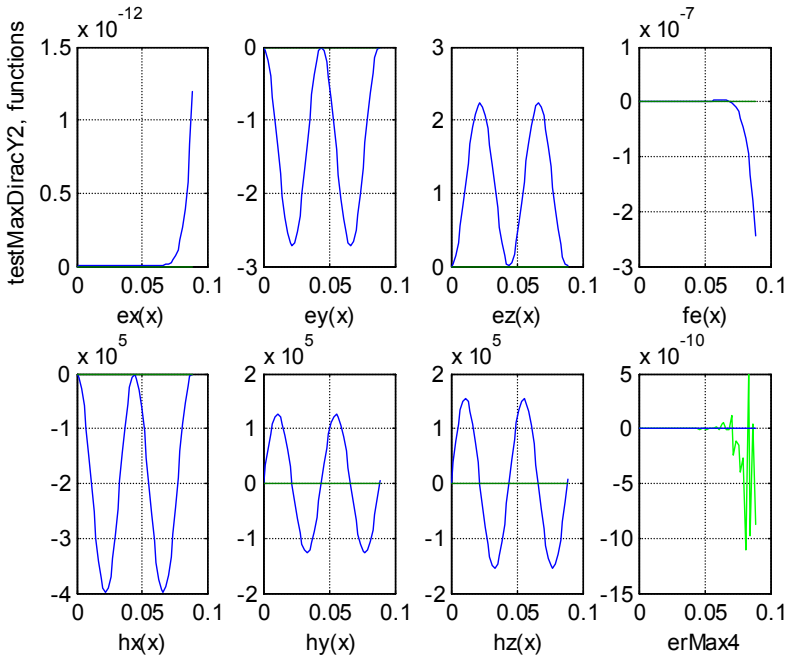 testMaxDiracY2, functions
x 10^-12
1.5
1
0.5
0
0 0.05 0.1
ex(x)
0
-1
-2
-3
0 0.05 0.1
ey(x)
3
2
1
0
0 0.05 0.1
ez(x)
x 10^-7
1
0
-1
-2
-3
0 0.05 0.1
fe(x)
x 10^5
0
-1
-2
-3
-4
0 0.05 0.1
hx(x)
x 10^5
2
1
0
-1
-2
0 0.05 0.1
hy(x)
x 10^5
2
1
0
-1
-2
0 0.05 0.1
hz(x)
x 10^-10
5
0
-5
-10
-15
0 0.05 0.1
erMax4